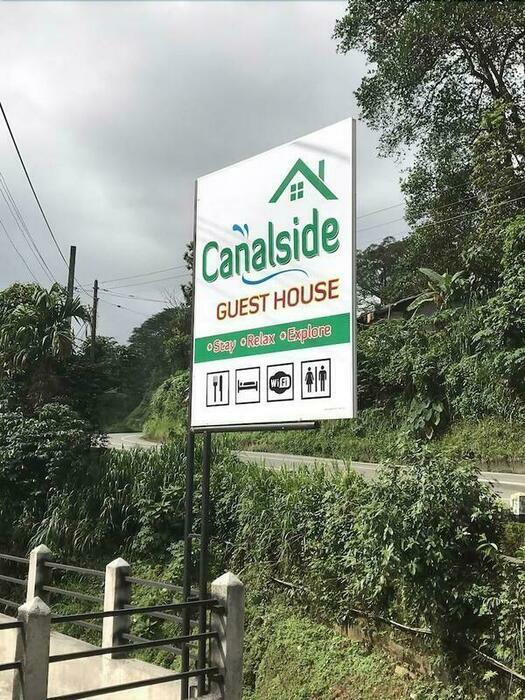 Canalside
GUEST HOUSE
• Stay • Relax • Explore
WiFi